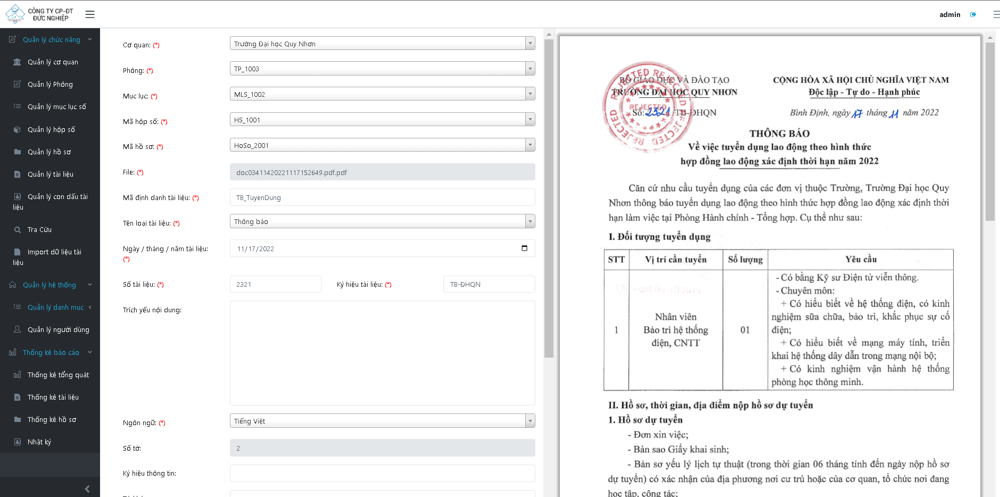 CÔNG TY CP-ĐT
ĐỨC NGHIỆP
admin
Quản lý chức năng
Quản lý cơ quan
Quản lý Phông
Quản lý mục lục số
Quản lý hộp số
Quản lý hồ sơ
Quản lý tài liệu
Quản lý con dấu tài
liệu
Tra Cứu
Import dữ liệu tài
liệu
Quản lý hệ thống
Quản lý danh mục
Quản lý người dùng
Thống kê báo cáo
Thống kê tổng quát
Thống kê tài liệu
Thống kê hồ sơ
Nhật ký
Cơ quan: (*)
Trường Đại học Quy Nhơn
Phông: (*)
TP_1003
Mục lục: (*)
MLS_1002
Mã hộp số: (*)
HS_1001
Mã hồ sơ: (*)
HoSo_2001
File: (*)
doc03411420221117152649.pdf.pdf
Mã định danh tài liệu: (*)
TB_TuyenDung
Tên loại tài liệu: (*)
Thông báo
Ngày / tháng / năm tài liệu:
(*)
11/17/2022
Số tài liệu: (*)
2321
Ký hiệu tài liệu: (*)
TB-ĐHQN
Trích yếu nội dung:
Ngôn ngữ: (*)
Tiếng Việt
Số tờ:
2
Ký hiệu thông tin:
BỘ GIÁO DỤC VÀ ĐÀO TẠO
TRƯỜNG ĐẠI HỌC QUY NHƠN
Số: 2321 /TB-ĐHQN
REJECTED REJECTED REJECTED REJECTED
REJECTED
CỘNG HÒA XÃ HỘI CHỦ NGHĨA VIỆT NAM
Độc lập - Tự do - Hạnh phúc
Bình Định, ngày 17 tháng 11 năm 2022
THÔNG BÁO
Về việc tuyển dụng lao động theo hình thức
hợp đồng lao động xác định thời hạn năm 2022
Căn cứ nhu cầu tuyển dụng của các đơn vị thuộc Trường, Trường Đại học Quy
Nhơn thông báo tuyển dụng lao động theo hình thức hợp đồng lao động xác định thời
hạn làm việc tại Phòng Hành chính - Tổng hợp. Cụ thể như sau:
I. Đối tượng tuyển dụng
STT Vị trí cần tuyển Số lượng Yêu cầu
1
Nhân viên
Bảo trì hệ thống
điện, CNTT
01
- Có bằng Kỹ sư Điện tử viễn thông.
- Chuyên môn:
+ Có hiểu biết về hệ thống điện, có kinh
nghiệm sữa chữa, bảo trì, khắc phục sự cố
điện;
+ Có hiểu biết về mạng máy tính, triển
khai hệ thống dây dẫn trong mạng nội bộ;
+ Có kinh nghiệm vận hành hệ thống
phòng học thông minh.
II. Hồ sơ, thời gian, địa điểm nộp hồ sơ dự tuyển
1. Hồ sơ dự tuyển
- Đơn xin việc;
- Bản sao Giấy khai sinh;
- Bản sơ yếu lý lịch tự thuật (trong thời gian 06 tháng tính đến ngày nộp hồ sơ
dự tuyển) có xác nhận của địa phương nơi cư trú hoặc của cơ quan, tổ chức nơi đang
học tập, công tác;